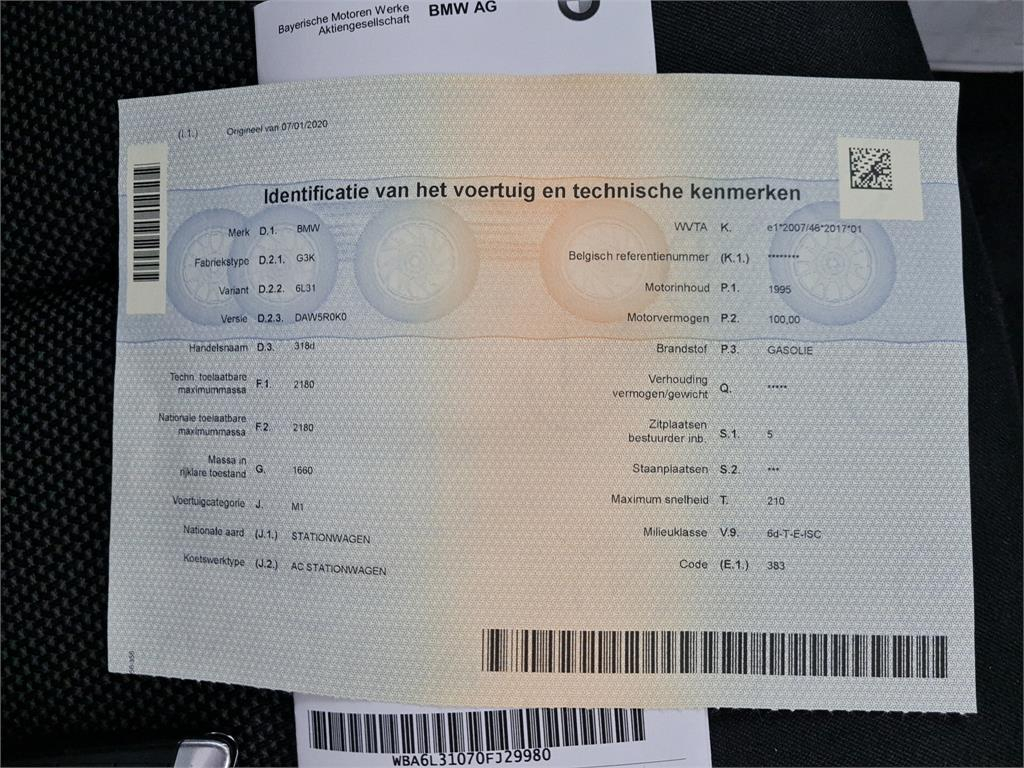 Bayerische Motoren Werke
Aktiengesellschaft
BMW AG
(I.1.) Origineel van 07/01/2020
Identificatie van het voertuig en technische kenmerken
Merk D.1. BMW
Fabriekstype D.2.1. G3K
Variant D.2.2. 6L31
Versie D.2.3. DAW5R0K0
Handelsnaam D.3. 318d
Techn. toelaatbare
maximummassa F.1. 2180
Nationale toelaatbare
maximummassa F.2. 2180
Massa in
rijklare toestand G. 1660
Voertuigcategorie J. M1
Nationale aard (J.1.) STATIONWAGEN
Koetswerktype (J.2.) AC STATIONWAGEN
WVTA K. e1*2007/46*2017*01
Belgisch referentienummer (K.1.) ********
Motorinhoud P.1. 1995
Motorvermogen P.2. 100,00
Brandstof P.3. GASOLIE
Verhouding
vermogen/gewicht Q. *****
Zitplaatsen
bestuurder inb. S.1. 5
Staanplaatsen S.2. ***
Maximum snelheid T. 210
Milieuklasse V.9. 6d-T-E-ISC
Code (E.1.) 383
WBA6L31070FJ29980